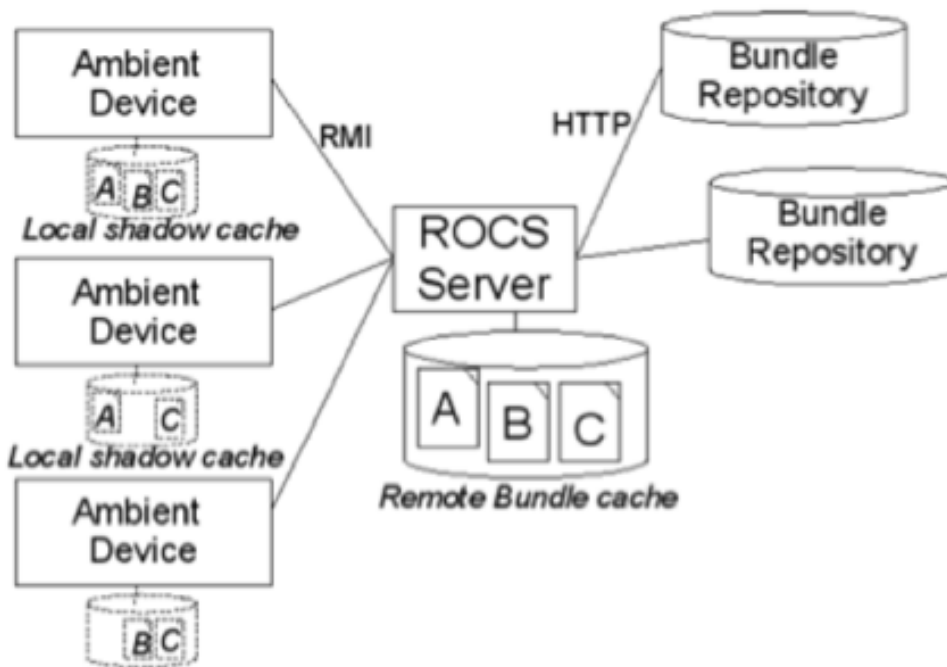 Ambient
Device
A B C
Local shadow cache
Ambient
Device
A C
Local shadow cache
Ambient
Device
B C
RMI
HTTP
ROCS
Server
A B C
Remote Bundle cache
Bundle
Repository
Bundle
Repository